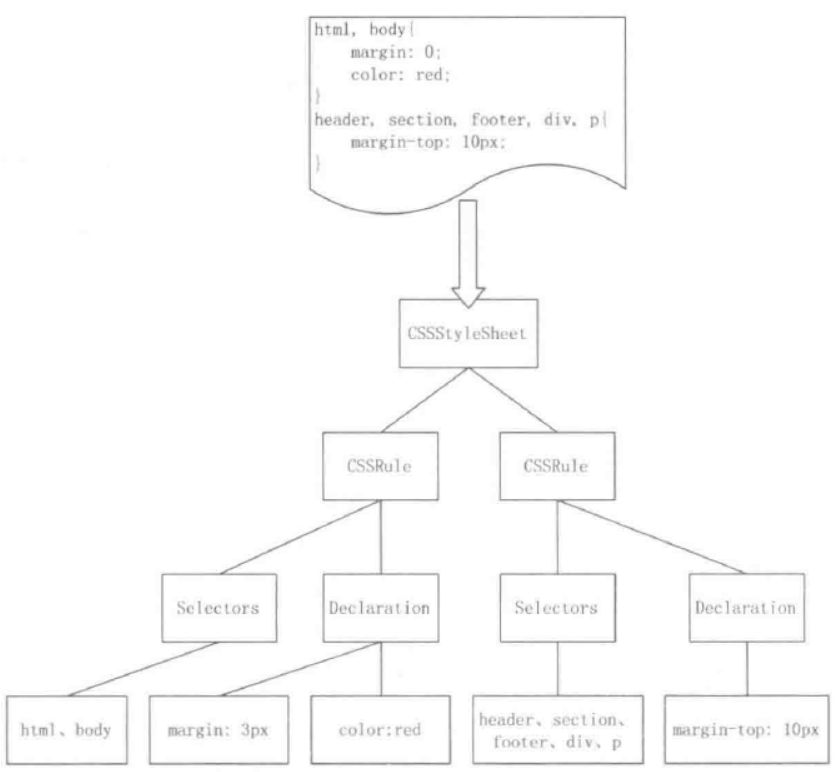 html, body{
margin: 0;
color: red;
}
header, section, footer, div, p{
margin-top: 10px;
}
CSSStyleSheet
CSSRule
CSSRule
Selectors
Declaration
Selectors
Declaration
html、body
margin: 3px
color:red
header、section、
footer、div、p
margin-top: 10px